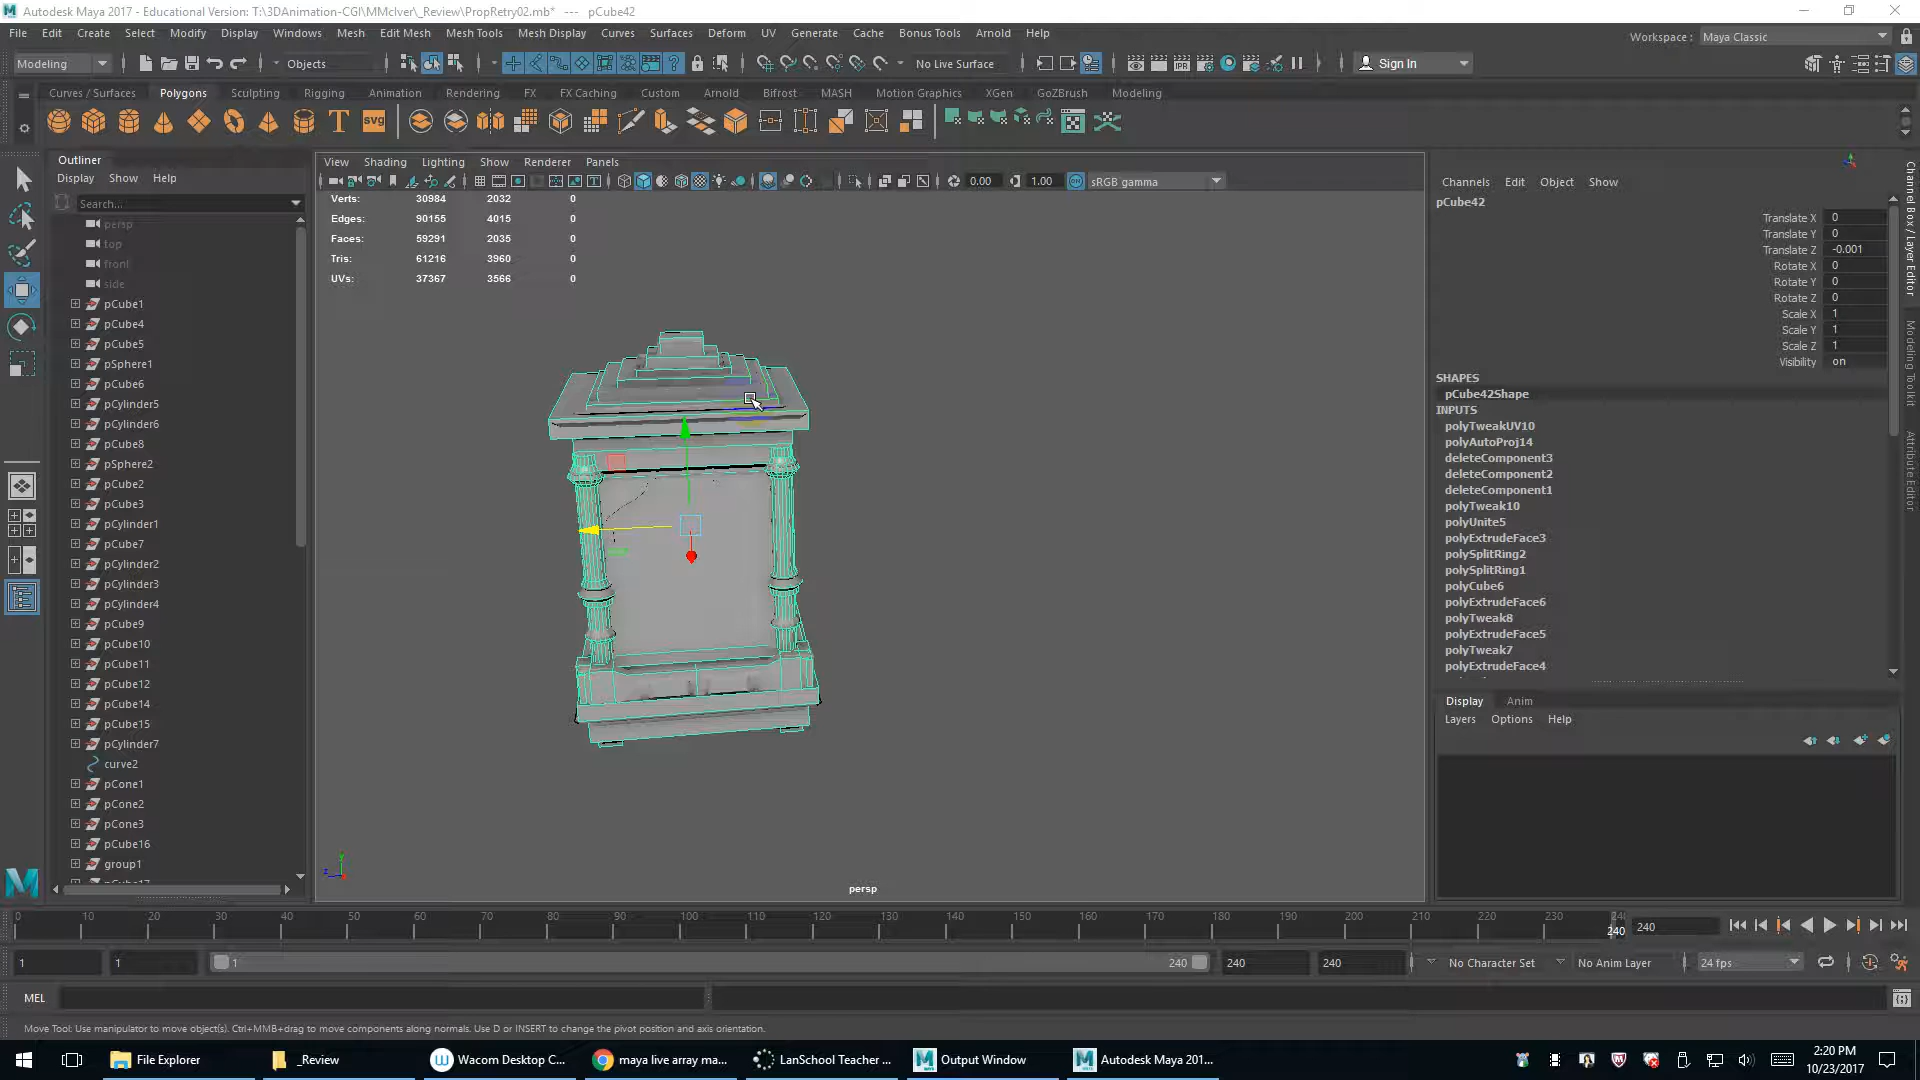 Autodesk Maya 2017 - Educational Version: T:\3DAnimation-CGI\MMcIver\_Review\PropRetry02.mb*   ---   pCube42
File Edit Create Select Modify Display Windows Mesh Edit Mesh Mesh Tools Mesh Display Curves Surfaces Deform UV Generate Cache Bonus Tools Arnold Help
Workspace : Maya Classic
Modeling Objects No Live Surface Sign In
Curves / Surfaces Polygons Sculpting Rigging Animation Rendering FX FX Caching Custom Arnold Bifrost MASH Motion Graphics XGen GoZBrush Modeling
T svg
Outliner
Display Show Help
Search...
persp
top
front
side
pCube1
pCube4
pCube5
pSphere1
pCube6
pCylinder5
pCylinder6
pCube8
pSphere2
pCube2
pCube3
pCylinder1
pCube7
pCylinder2
pCylinder3
pCylinder4
pCube9
pCube10
pCube11
pCube12
pCube14
pCube15
pCylinder7
curve2
pCone1
pCone2
pCone3
pCube16
group1
View Shading Lighting Show Renderer Panels
0.00 1.00 sRGB gamma
Verts: 30984 2032 0
Edges: 90155 4015 0
Faces: 59291 2035 0
Tris: 61216 3960 0
UVs: 37367 3566 0
persp
Channels Edit Object Show
pCube42
Translate X 0
Translate Y 0
Translate Z -0.001
Rotate X 0
Rotate Y 0
Rotate Z 0
Scale X 1
Scale Y 1
Scale Z 1
Visibility on
SHAPES
pCube42Shape
INPUTS
polyTweakUV10
polyAutoProj14
deleteComponent3
deleteComponent2
deleteComponent1
polyTweak10
polyUnite5
polyExtrudeFace3
polySplitRing2
polySplitRing1
polyCube6
polyExtrudeFace6
polyTweak8
polyExtrudeFace5
polyTweak7
polyExtrudeFace4
Channel Box / Layer Editor
Modeling Toolkit
Attribute Editor
Display Anim
Layers Options Help
0 10 20 30 40 50 60 70 80 90 100 110 120 130 140 150 160 170 180 190 200 210 220 230
240 240
1 1 1 240 240 240 No Character Set No Anim Layer 24 fps
MEL
Move Tool: Use manipulator to move object(s). Ctrl+MMB+drag to move components along normals. Use D or INSERT to change the pivot position and axis orientation.
File Explorer _Review Wacom Desktop C... maya live array ma... LanSchool Teacher ... Output Window Autodesk Maya 201...
2:20 PM
10/23/2017